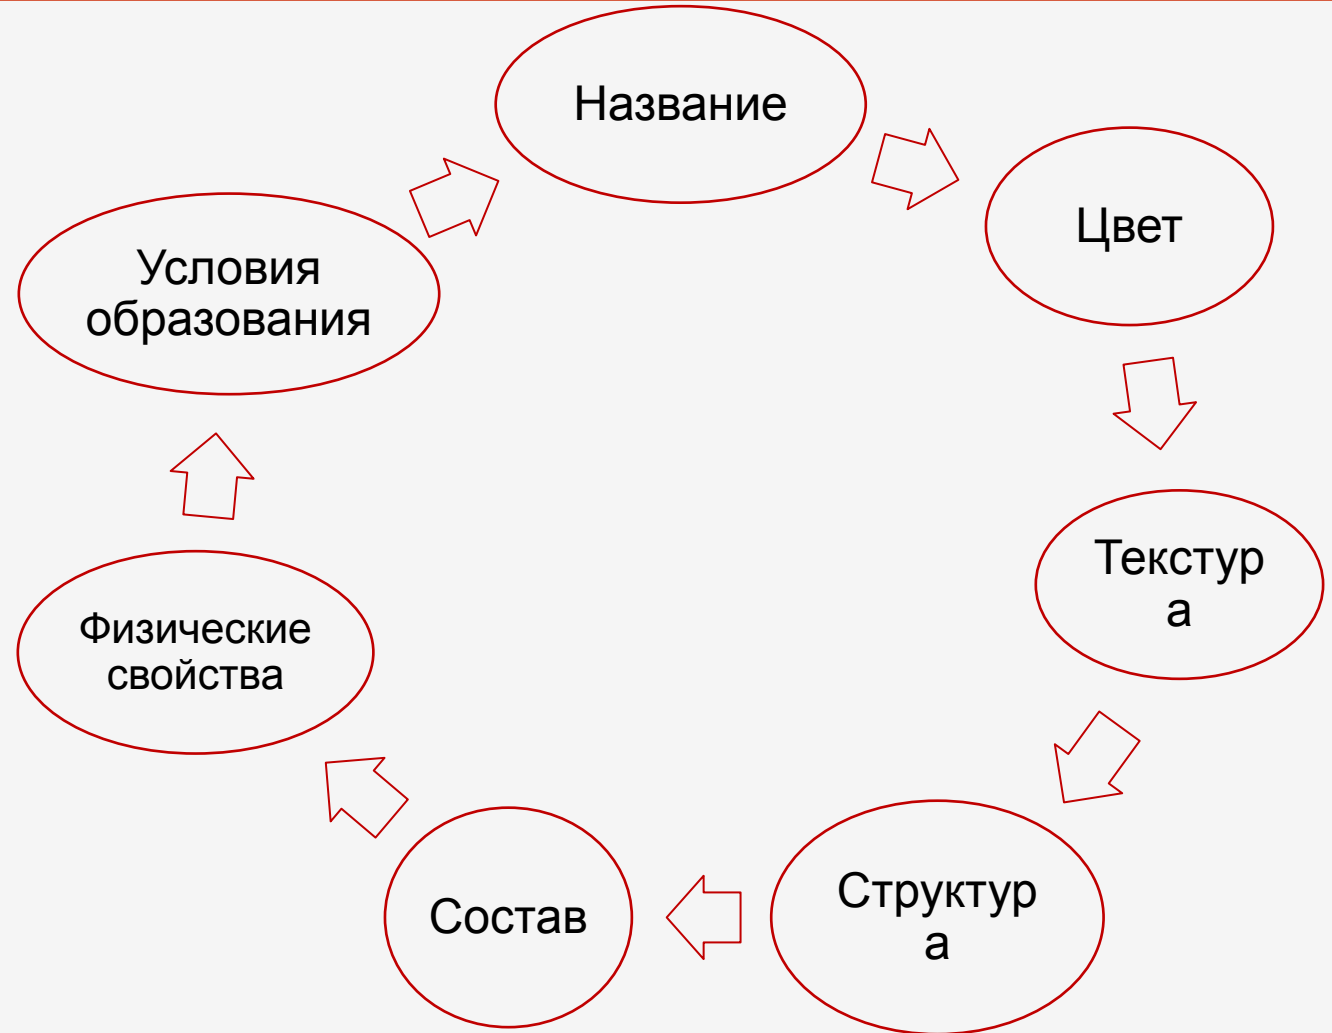 Название
Цвет
Текстур
а
Структур
а
Состав
Физические
свойства
Условия
образования